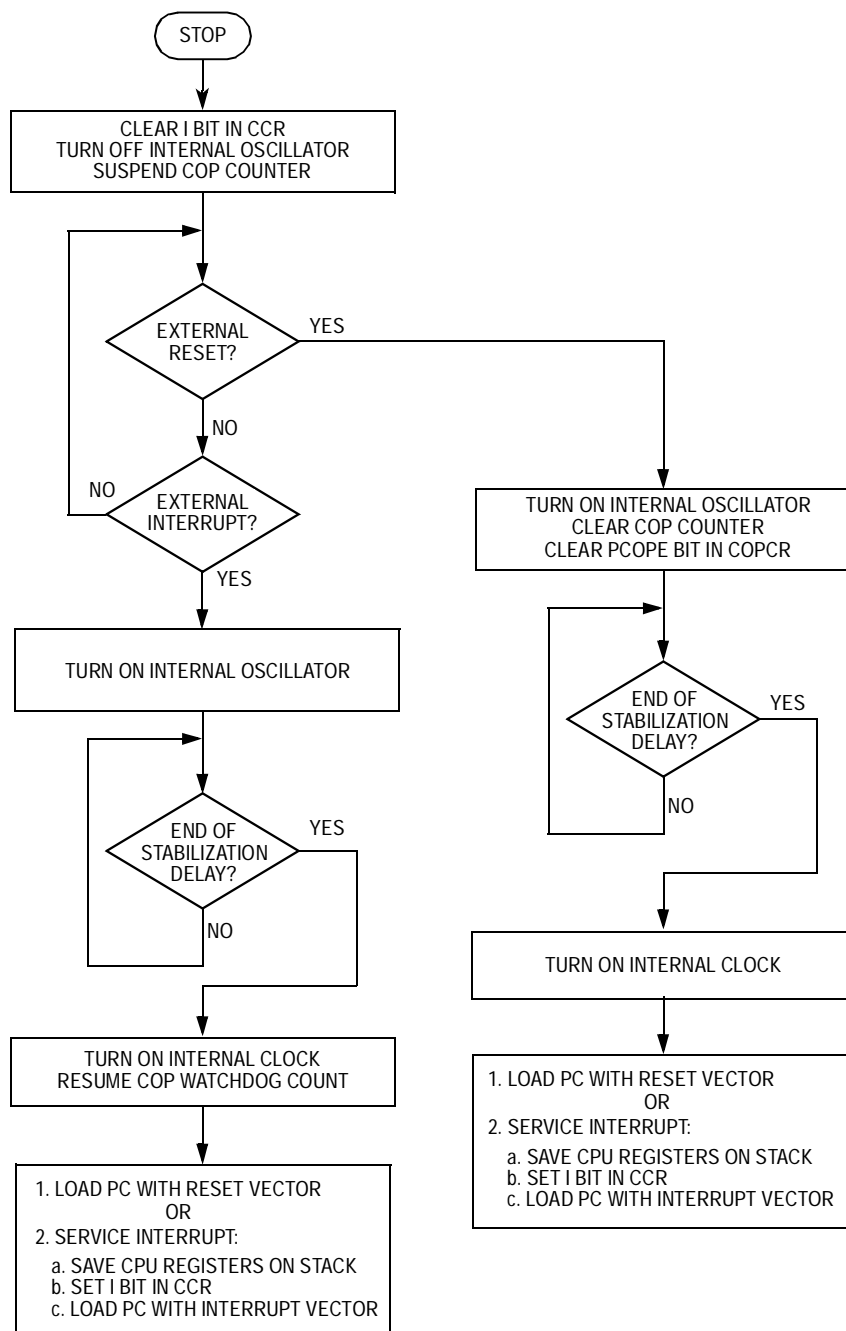 STOP
CLEAR I BIT IN CCR
TURN OFF INTERNAL OSCILLATOR
SUSPEND COP COUNTER
EXTERNAL
RESET?
YES
NO
EXTERNAL
INTERRUPT?
NO
YES
TURN ON INTERNAL OSCILLATOR
END OF
STABILIZATION
DELAY?
YES
NO
TURN ON INTERNAL CLOCK
RESUME COP WATCHDOG COUNT
1. LOAD PC WITH RESET VECTOR
OR
2. SERVICE INTERRUPT:
a. SAVE CPU REGISTERS ON STACK
b. SET I BIT IN CCR
c. LOAD PC WITH INTERRUPT VECTOR
TURN ON INTERNAL OSCILLATOR
CLEAR COP COUNTER
CLEAR PCOPE BIT IN COPCR
END OF
STABILIZATION
DELAY?
YES
NO
TURN ON INTERNAL CLOCK
1. LOAD PC WITH RESET VECTOR
OR
2. SERVICE INTERRUPT:
a. SAVE CPU REGISTERS ON STACK
b. SET I BIT IN CCR
c. LOAD PC WITH INTERRUPT VECTOR